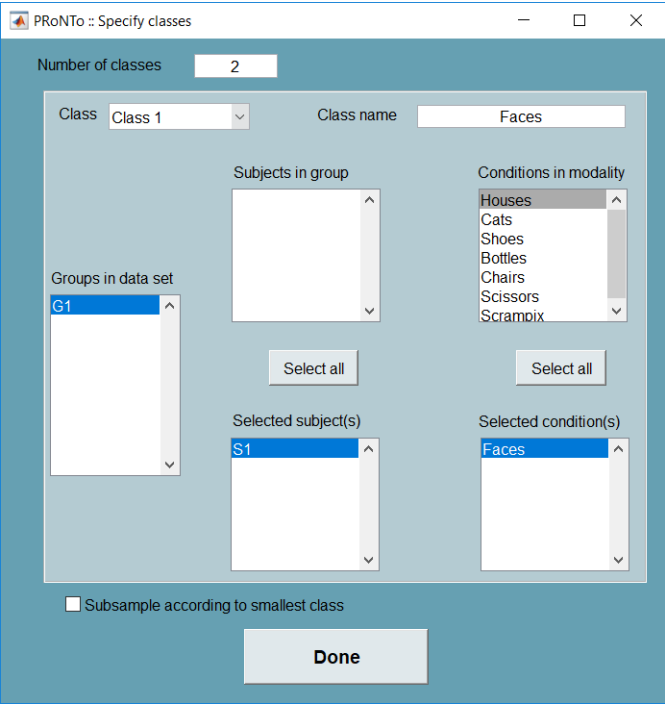 PRoNTo :: Specify classes
Number of classes 2
Class Class 1 Class name Faces
Groups in data set
G1
Subjects in group
Select all
Selected subject(s)
S1
Conditions in modality
Houses
Cats
Shoes
Bottles
Chairs
Scissors
Scrampix
Select all
Selected condition(s)
Faces
Subsample according to smallest class
Done